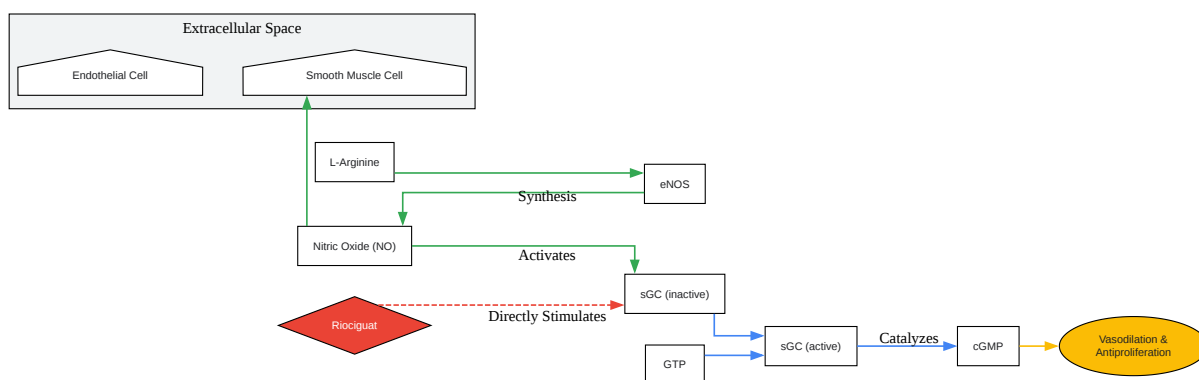 Extracellular Space
Endothelial Cell
Smooth Muscle Cell
L-Arginine
eNOS
Synthesis
Nitric Oxide (NO)
Activates
sGC (inactive)
Riociguat
Directly Stimulates
sGC (active)
Catalyzes
cGMP
Vasodilation &
Antiproliferation
GTP